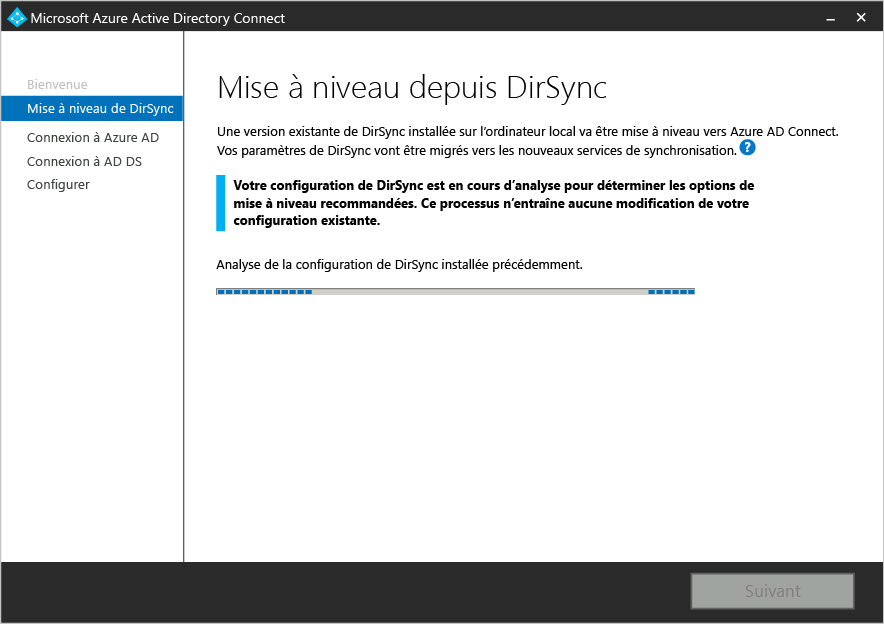 Microsoft Azure Active Directory Connect
Bienvenue
Mise à niveau de DirSync
Connexion à Azure AD
Connexion à AD DS
Configurer
Mise à niveau depuis DirSync
Une version existante de DirSync installée sur l'ordinateur local va être mise à niveau vers Azure AD Connect.
Vos paramètres de DirSync vont être migrés vers les nouveaux services de synchronisation. ?
Votre configuration de DirSync est en cours d'analyse pour déterminer les options de
mise à niveau recommandées. Ce processus n'entraîne aucune modification de votre
configuration existante.
Analyse de la configuration de DirSync installée précédemment.
Suivant